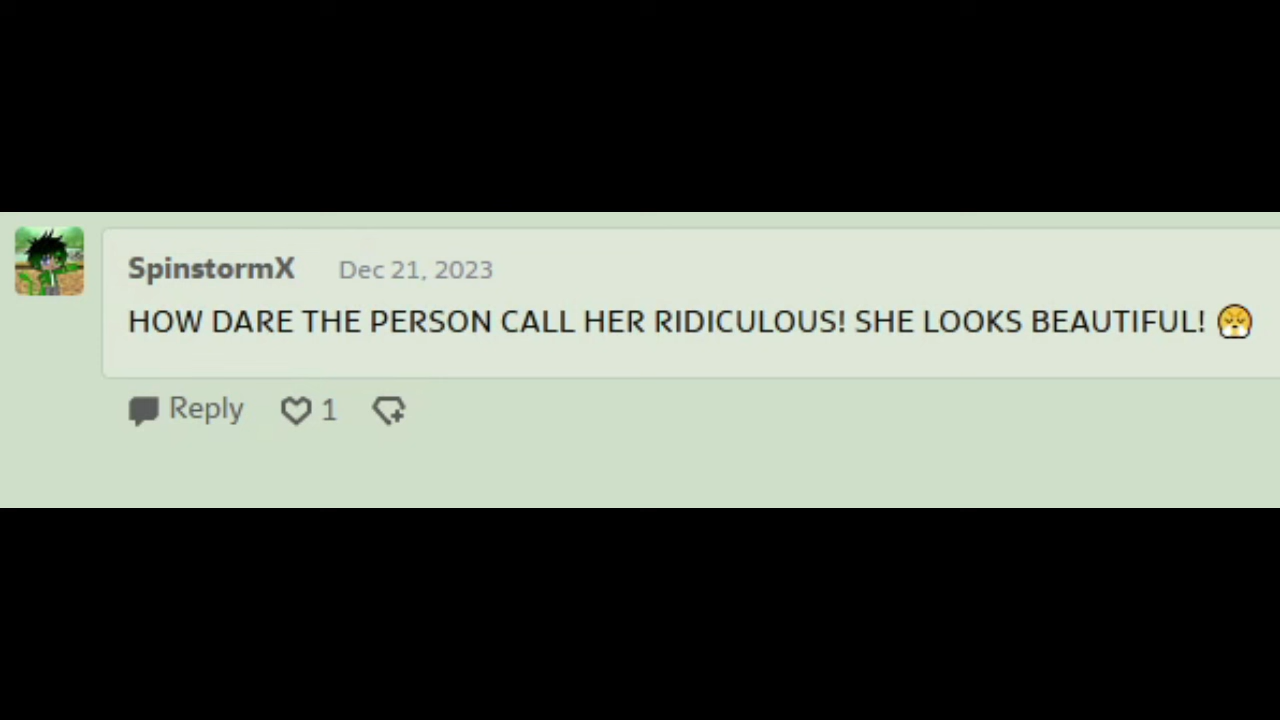 SpinstormX Dec 21, 2023
HOW DARE THE PERSON CALL HER RIDICULOUS! SHE LOOKS BEAUTIFUL! 😤
Reply 1